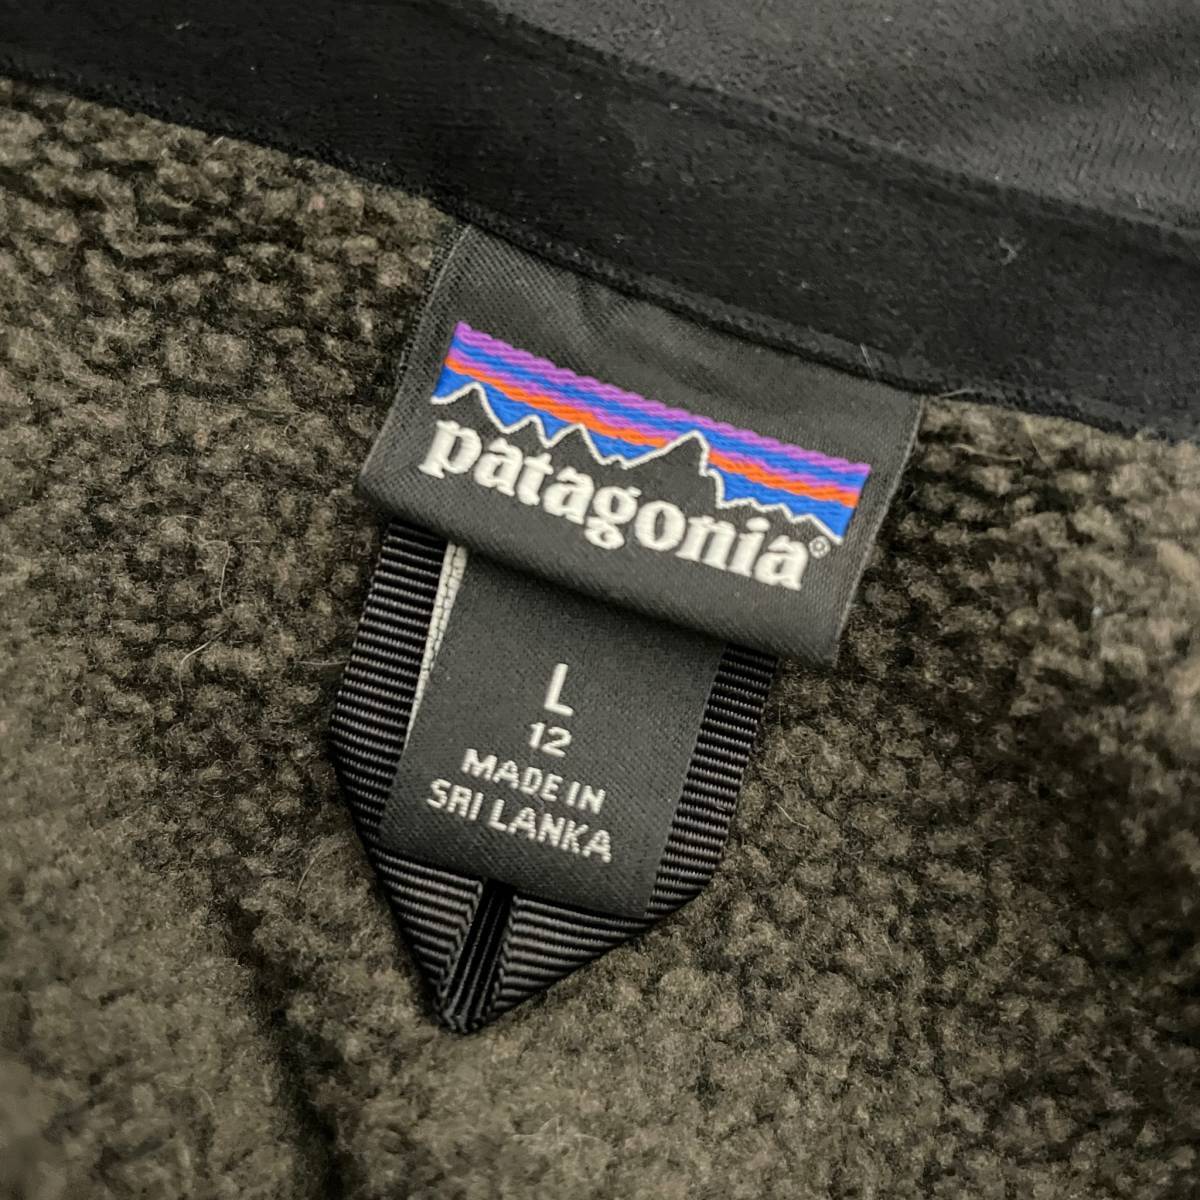 patagonia®
L
12
MADE IN
SRI LANKA